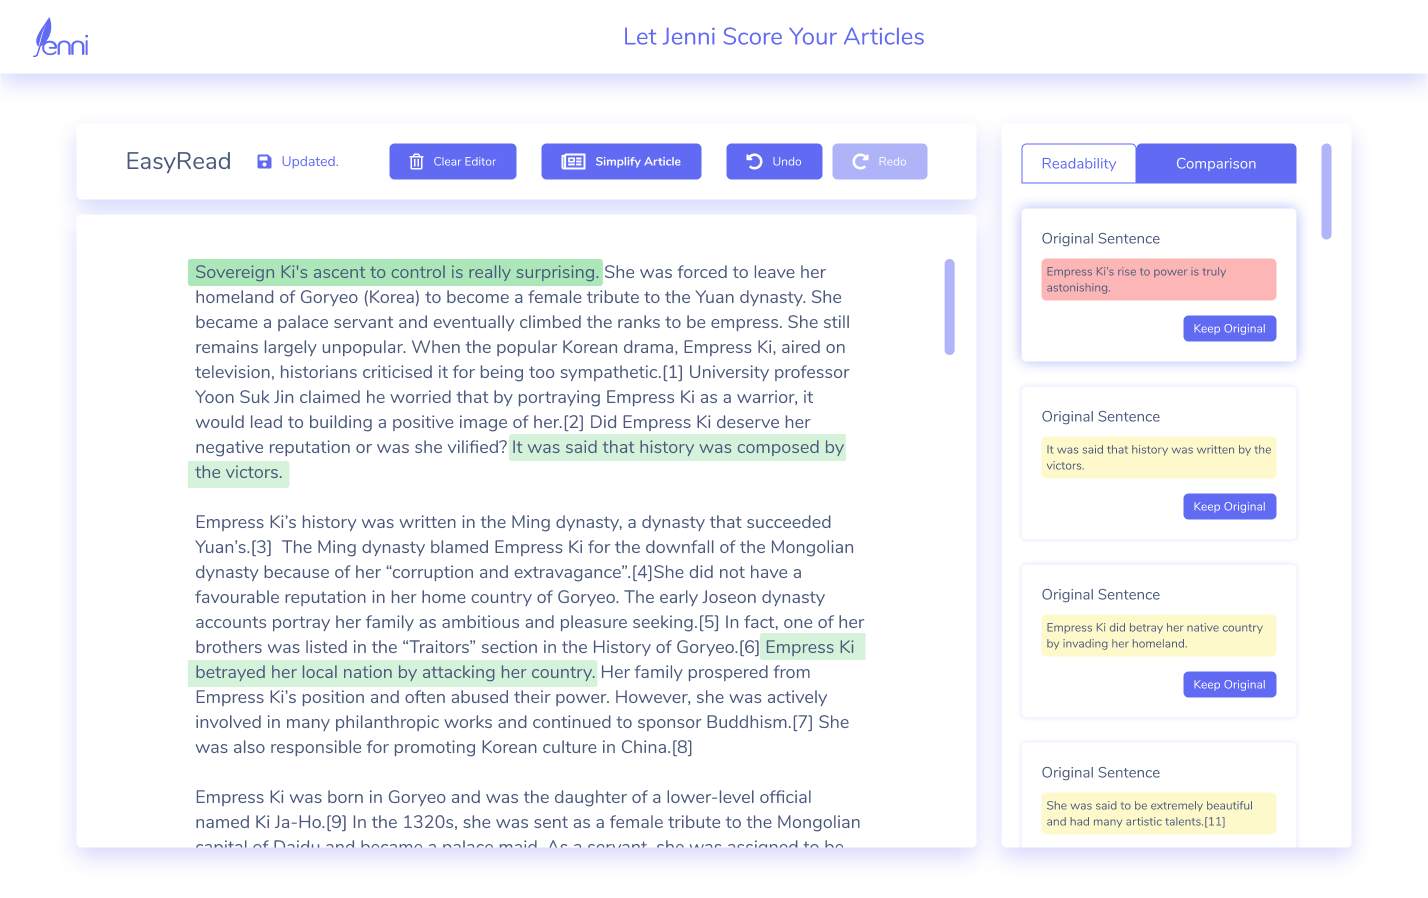 Jenni
Let Jenni Score Your Articles
EasyRead
Updated.
Clear Editor
Simplify Article
Undo
Redo
Sovereign Ki's ascent to control is really surprising. She was forced to leave her
homeland of Goryeo (Korea) to become a female tribute to the Yuan dynasty. She
became a palace servant and eventually climbed the ranks to be empress. She still
remains largely unpopular. When the popular Korean drama, Empress Ki, aired on
television, historians criticised it for being too sympathetic.[1] University professor
Yoon Suk Jin claimed he worried that by portraying Empress Ki as a warrior, it
would lead to building a positive image of her.[2] Did Empress Ki deserve her
negative reputation or was she vilified? It was said that history was composed by
the victors.
Empress Ki’s history was written in the Ming dynasty, a dynasty that succeeded
Yuan’s.[3]  The Ming dynasty blamed Empress Ki for the downfall of the Mongolian
dynasty because of her “corruption and extravagance”.[4]She did not have a
favourable reputation in her home country of Goryeo. The early Joseon dynasty
accounts portray her family as ambitious and pleasure seeking.[5] In fact, one of her
brothers was listed in the “Traitors” section in the History of Goryeo.[6] Empress Ki
betrayed her local nation by attacking her country. Her family prospered from
Empress Ki’s position and often abused their power. However, she was actively
involved in many philanthropic works and continued to sponsor Buddhism.[7] She
was also responsible for promoting Korean culture in China.[8]
Empress Ki was born in Goryeo and was the daughter of a lower-level official
named Ki Ja-Ho.[9] In the 1320s, she was sent as a female tribute to the Mongolian
capital of Daidu and became a palace maid. As a servant, she was assigned to be
Readability
Comparison
Original Sentence
Empress Ki’s rise to power is truly
astonishing.
Keep Original
Original Sentence
It was said that history was written by the
victors.
Keep Original
Original Sentence
Empress Ki did betray her native country
by invading her homeland.
Keep Original
Original Sentence
She was said to be extremely beautiful
and had many artistic talents.[11]